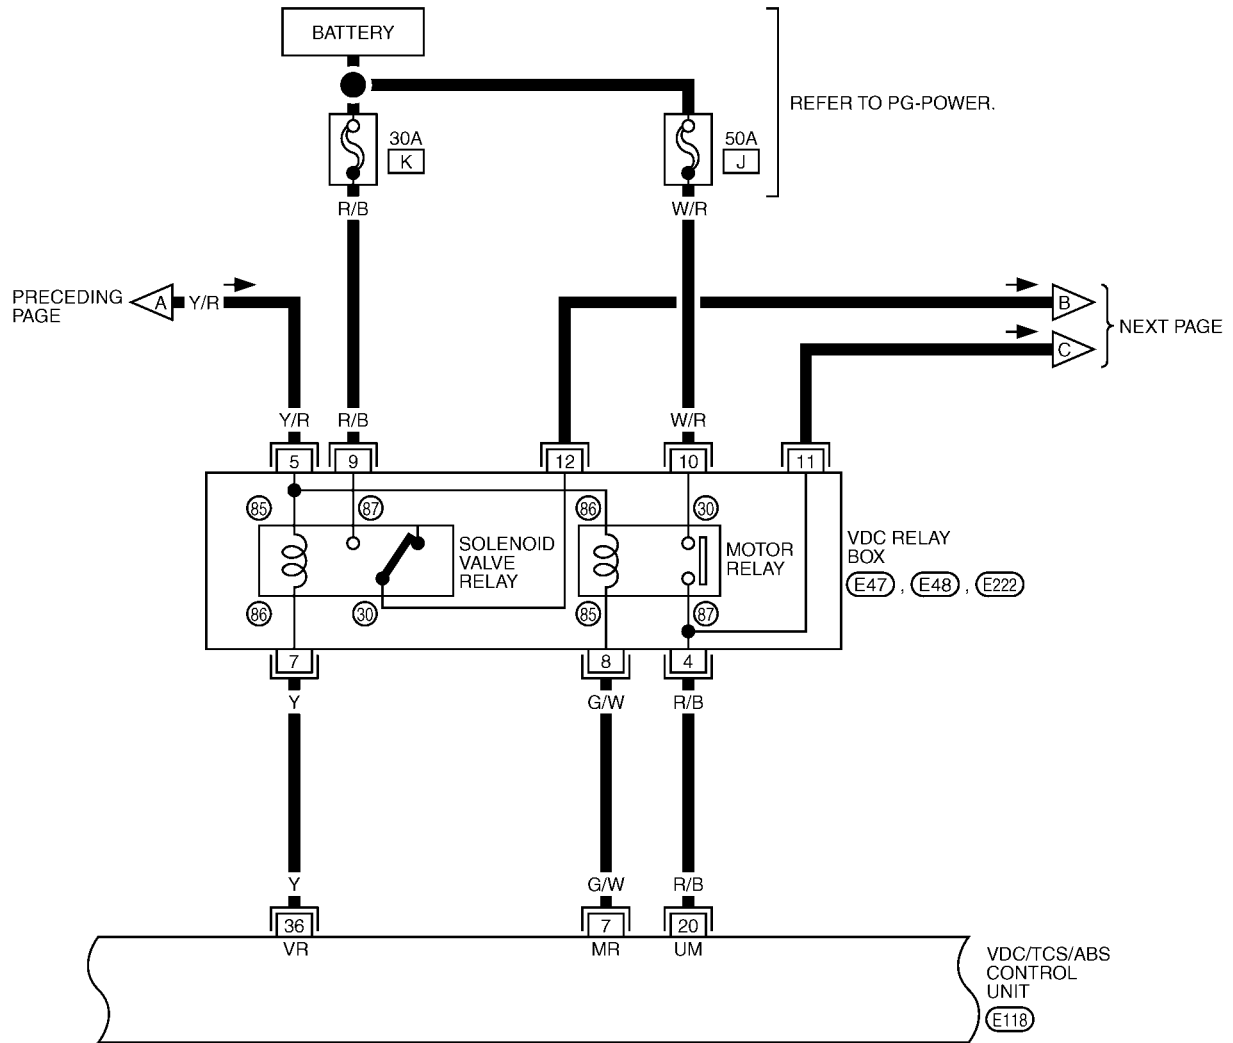 BATTERY
REFER TO PG-POWER.
30A
K
50A
J
R/B
W/R
PRECEDING
PAGE
A
Y/R
B
C
NEXT PAGE
Y/R
R/B
W/R
5
9
12
10
11
85
87
86
30
SOLENOID
VALVE
RELAY
MOTOR
RELAY
VDC RELAY
BOX
E47 , E48 , E222
86
30
85
87
7
8
4
Y
G/W
R/B
Y
G/W
R/B
36
7
20
VR
MR
UM
VDC/TCS/ABS
CONTROL
UNIT
E118